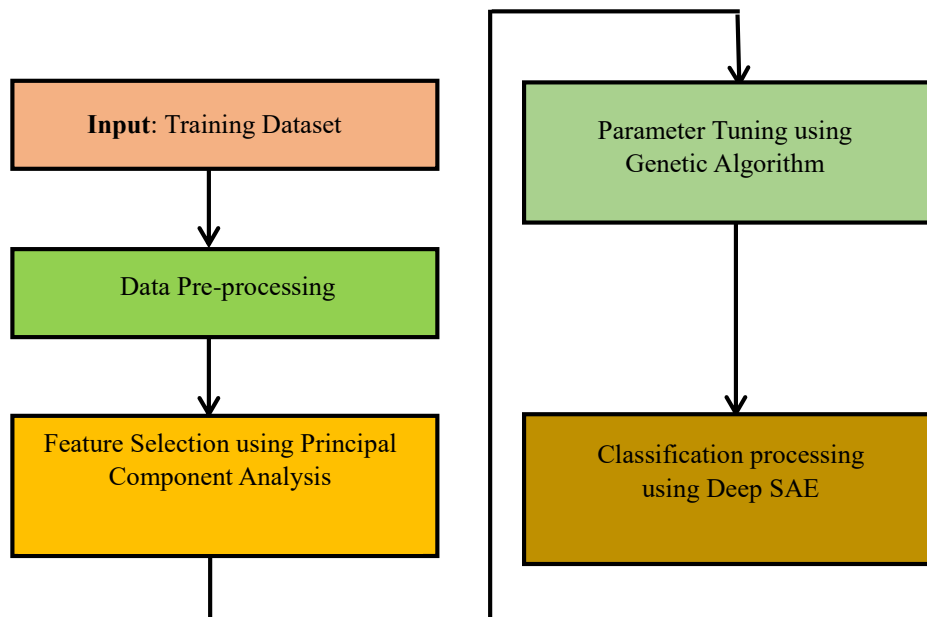 Input: Training Dataset
Data Pre-processing
Feature Selection using Principal
Component Analysis
Parameter Tuning using
Genetic Algorithm
Classification processing
using Deep SAE